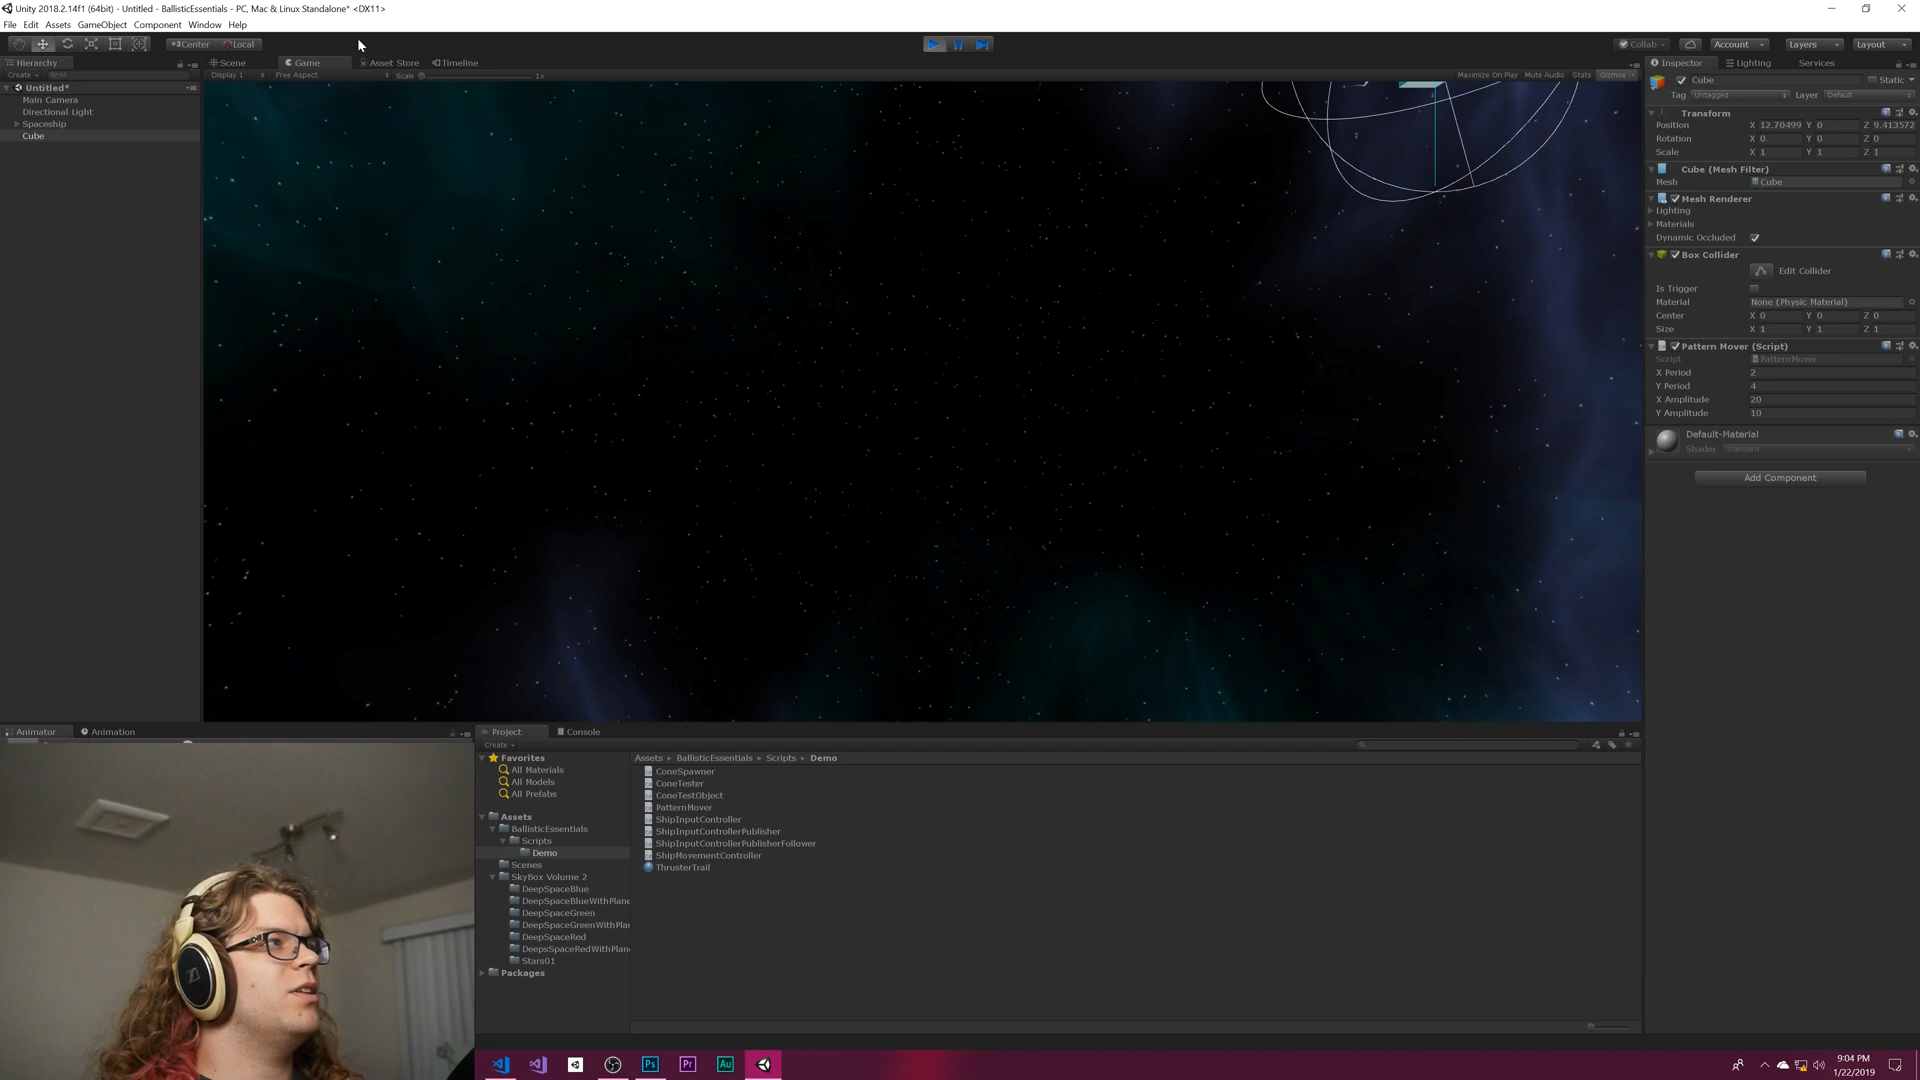 Unity 2018.2.14f1 (64bit) - Untitled - BallisticEssentials - PC, Mac & Linux Standalone* <DX11>
File Edit Assets GameObject Component Window Help
Center Local
Collab Account Layers Layout
Hierarchy
Create All
Untitled*
Main Camera
Directional Light
Spaceship
Cube
Scene Game Asset Store Timeline
Display 1 Free Aspect Scale 1x Maximize On Play Mute Audio Stats Gizmos
Inspector Lighting Services
Cube Static
Tag Untagged Layer Default
Transform
Position X 12.70499 Y 0 Z 9.413572
Rotation X 0 Y 0 Z 0
Scale X 1 Y 1 Z 1
Cube (Mesh Filter)
Mesh Cube
Mesh Renderer
Lighting
Materials
Dynamic Occluded
Box Collider
Edit Collider
Is Trigger
Material None (Physic Material)
Center X 0 Y 0 Z 0
Size X 1 Y 1 Z 1
Pattern Mover (Script)
Script PatternMover
X Period 2
Y Period 4
X Amplitude 20
Y Amplitude 10
Default-Material
Shader Standard
Add Component
Animator Animation
Project Console
Create
Favorites
All Materials
All Models
All Prefabs
Assets
BallisticEssentials
Scripts
Demo
Scenes
SkyBox Volume 2
DeepSpaceBlue
DeepSpaceBlueWithPlane
DeepSpaceGreen
DeepSpaceGreenWithPlan
DeepSpaceRed
DeepsSpaceRedWithPlane
Stars01
Packages
Assets BallisticEssentials Scripts Demo
ConeSpawner
ConeTester
ConeTestObject
PatternMover
ShipInputController
ShipInputControllerPublisher
ShipInputControllerPublisherFollower
ShipMovementController
ThrusterTrail
Ps Pr Au
9:04 PM
1/22/2019